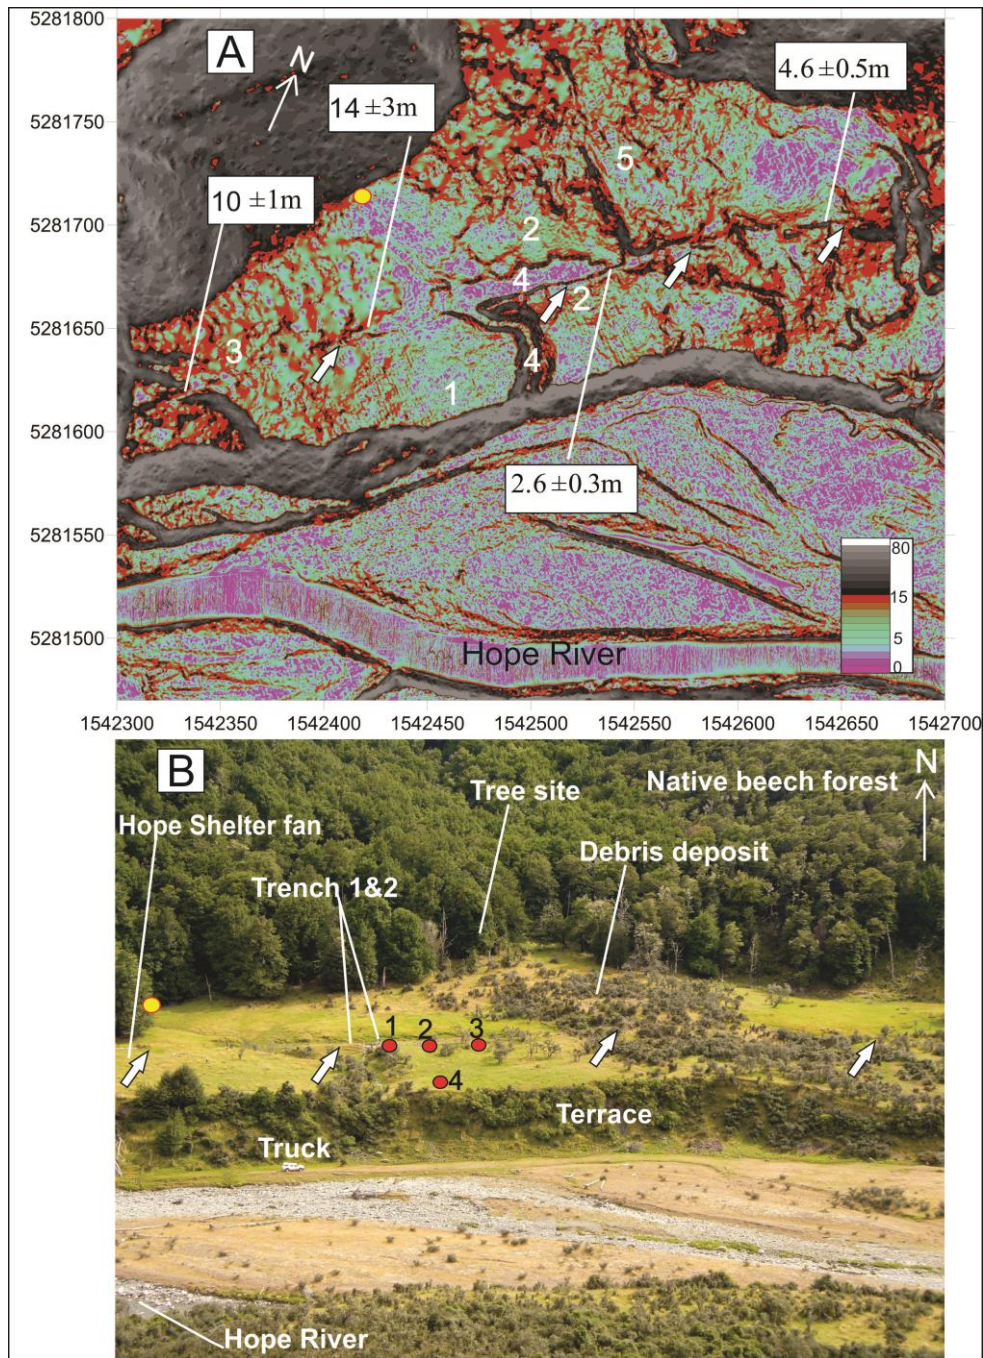 5281800
A
N
14 ±3m
4.6 ±0.5m
5281750
10 ±1m
5
5281700
2
4
2
5281650
3
4
1
5281600
2.6 ±0.3m
5281550
80
15
5
0
5281500
Hope River
1542300 1542350 1542400 1542450 1542500 1542550 1542600 1542650 1542700
B
Native beech forest
N
Tree site
Hope Shelter fan
Debris deposit
Trench 1&2
1 2 3
4
Terrace
Truck
Hope River